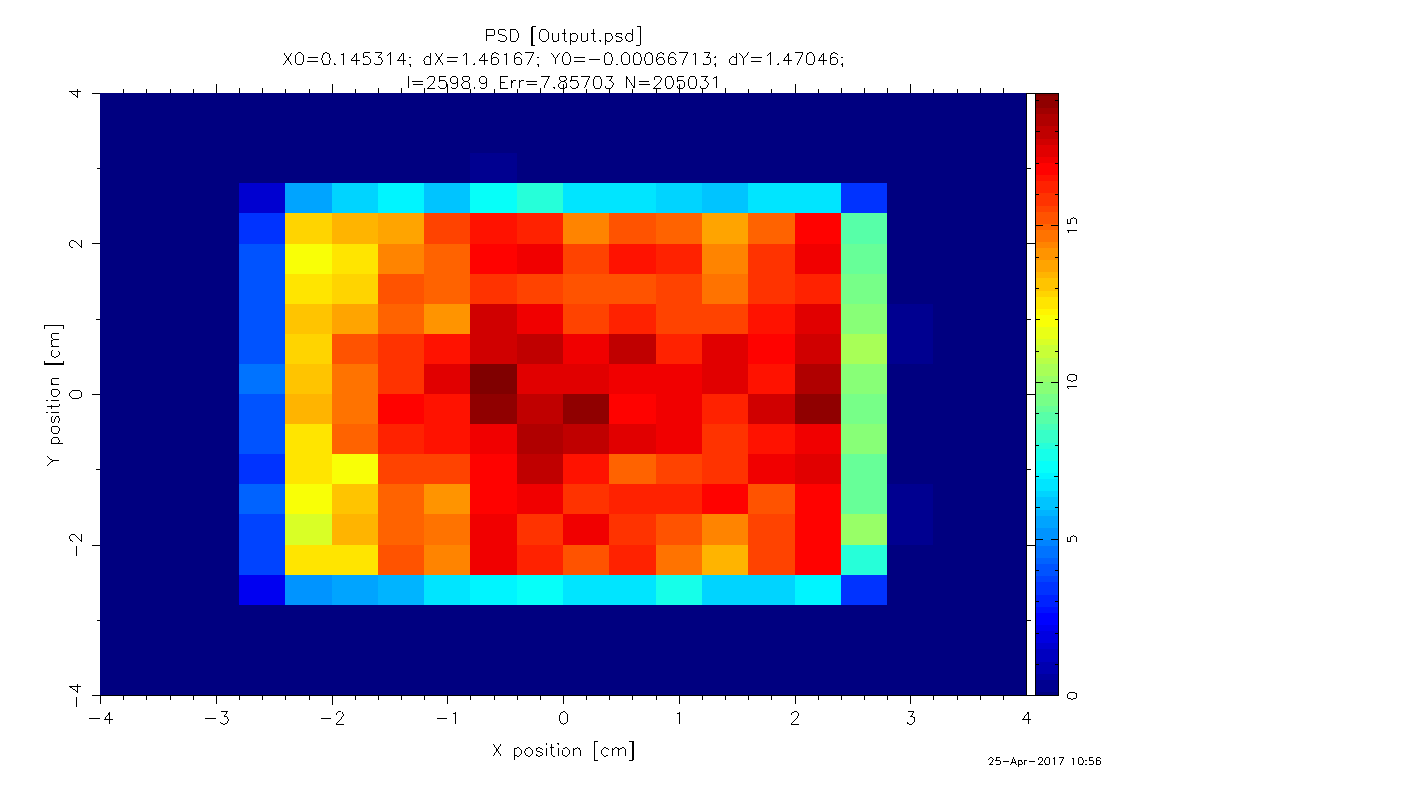 PSD [Output.psd]
X0=0.145314; dX=1.46167; Y0=-0.00066713; dY=1.47046;
I=2598.9 Err=7.85703 N=205031
4
2
0
-2
-4
Y position [cm]
-4 -3 -2 -1 0 1 2 3 4
X position [cm]
15
10
5
0
25-Apr-2017 10:56